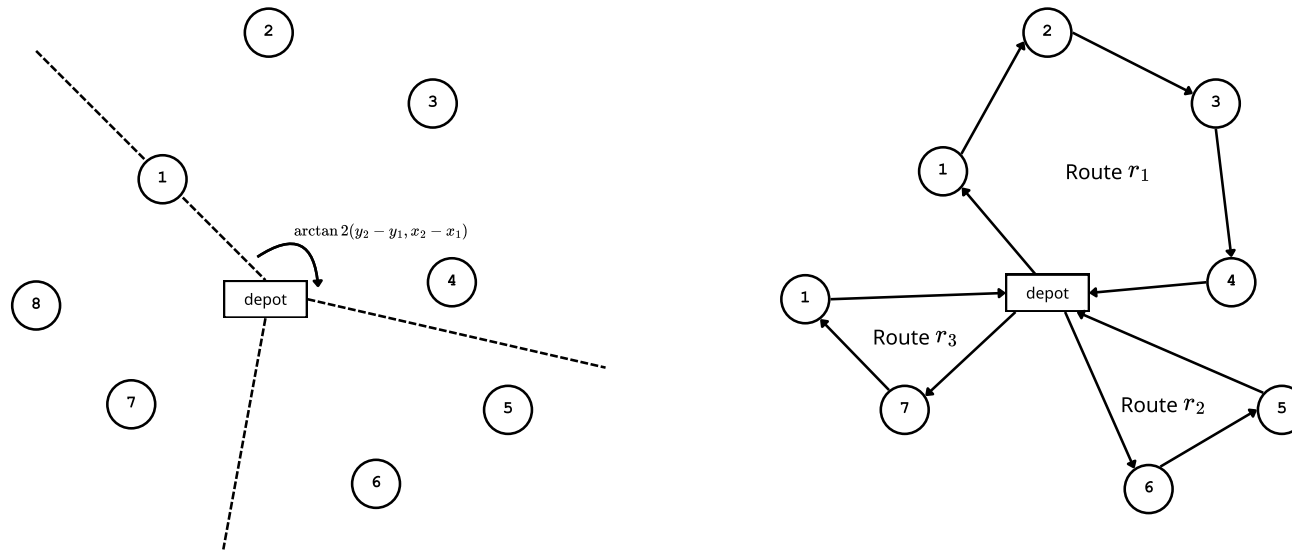 2
3
1
arctan 2(y₂ − y₁, x₂ − x₁)
4
depot
8
7
5
6
2
3
1
Route r₁
4
depot
1
Route r₃
7
Route r₂
5
6